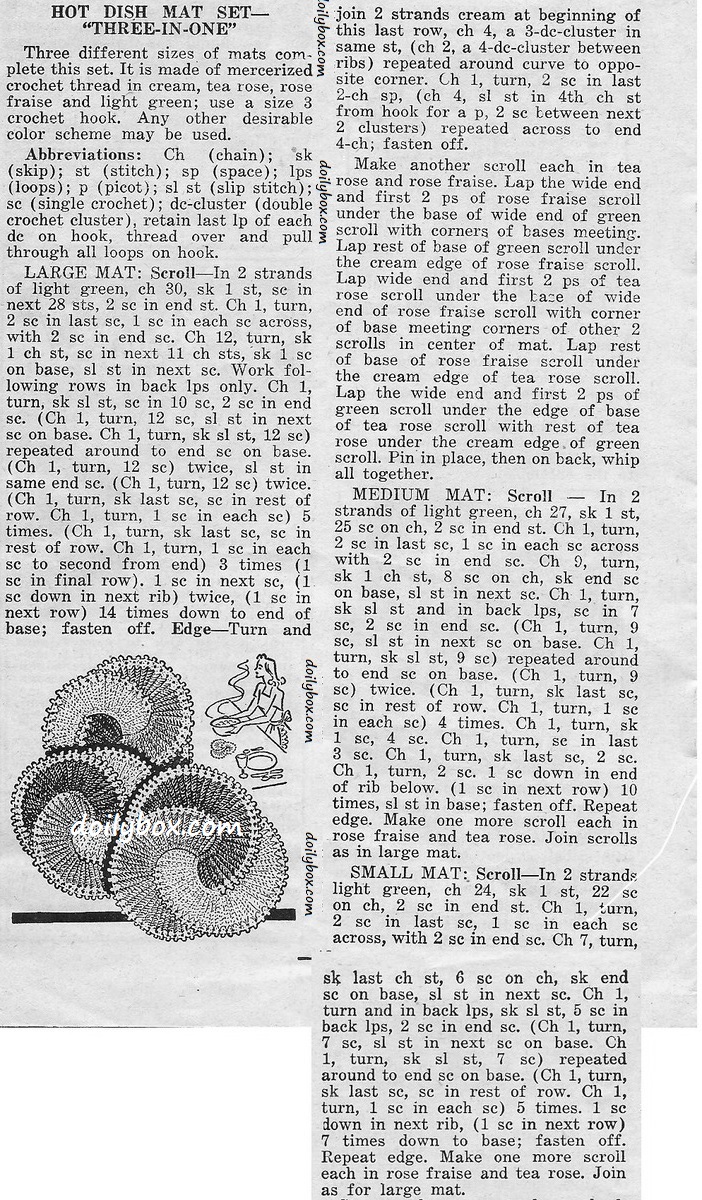 HOT DISH MAT SET—
“THREE-IN-ONE”
Three different sizes of mats com-
plete this set. It is made of mercerized
crochet thread in cream, tea rose, rose
fraise and light green; use a size 3
crochet hook. Any other desirable
color scheme may be used.
Abbreviations: Ch (chain); sk
(skip); st (stitch); sp (space); lps
(loops); p (picot); sl st (slip stitch);
sc (single crochet); dc-cluster (double
crochet cluster), retain last lp of each
dc on hook, thread over and pull
through all loops on hook.
LARGE MAT: Scroll—In 2 strands
of light green, ch 30, sk 1 st, sc in
next 28 sts, 2 sc in end st. Ch 1, turn,
2 sc in last sc, 1 sc in each sc across,
with 2 sc in end sc. Ch 12, turn, sk
1 ch st, sc in next 11 ch sts, sk 1 sc
on base, sl st in next sc. Work fol-
lowing rows in back lps only. Ch 1,
turn, sk sl st, sc in 10 sc, 2 sc in end
sc. (Ch 1, turn, 12 sc, sl st in next
sc on base. Ch 1, turn, sk sl st, 12 sc)
repeated around to end sc on base.
(Ch 1, turn, 12 sc) twice, sl st in
same end sc. (Ch 1, turn, 12 sc) twice.
(Ch 1, turn, sk last sc, sc in rest of
row. Ch 1, turn, 1 sc in each sc) 5
times. (Ch 1, turn, sk last sc, sc in
rest of row. Ch 1, turn, 1 sc in each
sc to second from end) 3 times (1
sc in final row). 1 sc in next sc, (1
sc down in next rib) twice, (1 sc in
next row) 14 times down to end of
base; fasten off. Edge—Turn and
join 2 strands cream at beginning of
this last row, ch 4, a 3-dc-cluster in
same st, (ch 2, a 4-dc-cluster between
ribs) repeated around curve to oppo-
site corner. Ch 1, turn, 2 sc in last
2-ch sp, (ch 4, sl st in 4th ch st
from hook for a p, 2 sc between next
2 clusters) repeated across to end
4-ch; fasten off.
Make another scroll each in tea
rose and rose fraise. Lap the wide end
and first 2 ps of rose fraise scroll
under the base of wide end of green
scroll with corners of bases meeting.
Lap rest of base of green scroll under
the cream edge of rose fraise scroll.
Lap wide end and first 2 ps of tea
rose scroll under the base of wide
end of rose fraise scroll with corner
of base meeting corners of other 2
scrolls in center of mat. Lap rest
of base of rose fraise scroll under
the cream edge of tea rose scroll.
Lap the wide end and first 2 ps of
green scroll under the edge of base
of tea rose scroll with rest of tea
rose under the cream edge of green
scroll. Pin in place, then on back, whip
all together.
MEDIUM MAT: Scroll — In 2
strands of light green, ch 27, sk 1 st,
25 sc on ch, 2 sc in end st. Ch 1, turn,
2 sc in last sc, 1 sc in each sc across
with 2 sc in end sc. Ch 9, turn,
sk 1 ch st, 8 sc on ch, sk end sc
on base, sl st in next sc. Ch 1, turn,
sk sl st and in back lps, sc in 7
sc, 2 sc in end sc. (Ch 1, turn, 9
sc, sl st in next sc on base. Ch 1,
turn, sk sl st, 9 sc) repeated around
to end sc on base. (Ch 1, turn, 9
sc) twice. (Ch 1, turn, sk last sc,
sc in rest of row. Ch 1, turn, 1 sc
in each sc) 4 times. Ch 1, turn, sk
1 sc, 4 sc. Ch 1, turn, sc in last
3 sc. Ch 1, turn, sk last sc, 2 sc.
Ch 1, turn, 2 sc. 1 sc down in end
of rib below. (1 sc in next row) 10
times, sl st in base; fasten off. Repeat
edge. Make one more scroll each in
rose fraise and tea rose. Join scrolls
as in large mat.
SMALL MAT: Scroll—In 2 strands
light green, ch 24, sk 1 st, 22 sc
on ch, 2 sc in end st. Ch 1, turn,
2 sc in last sc, 1 sc in each sc
across, with 2 sc in end sc. Ch 7, turn,
sk last ch st, 6 sc on ch, sk end
sc on base, sl st in next sc. Ch 1,
turn and in back lps, sk sl st, 5 sc in
back lps, 2 sc in end sc. (Ch 1, turn,
7 sc, sl st in next sc on base. Ch
1, turn, sk sl st, 7 sc) repeated
around to end sc on base. (Ch 1, turn,
sk last sc, sc in rest of row. Ch 1,
turn, 1 sc in each sc) 5 times. 1 sc
down in next rib, (1 sc in next row)
7 times down to base; fasten off.
Repeat edge. Make one more scroll
each in rose fraise and tea rose. Join
as for large mat.
doilybox.com
doilybox.com
doilybox.com
doilybox.com
doilybox.com